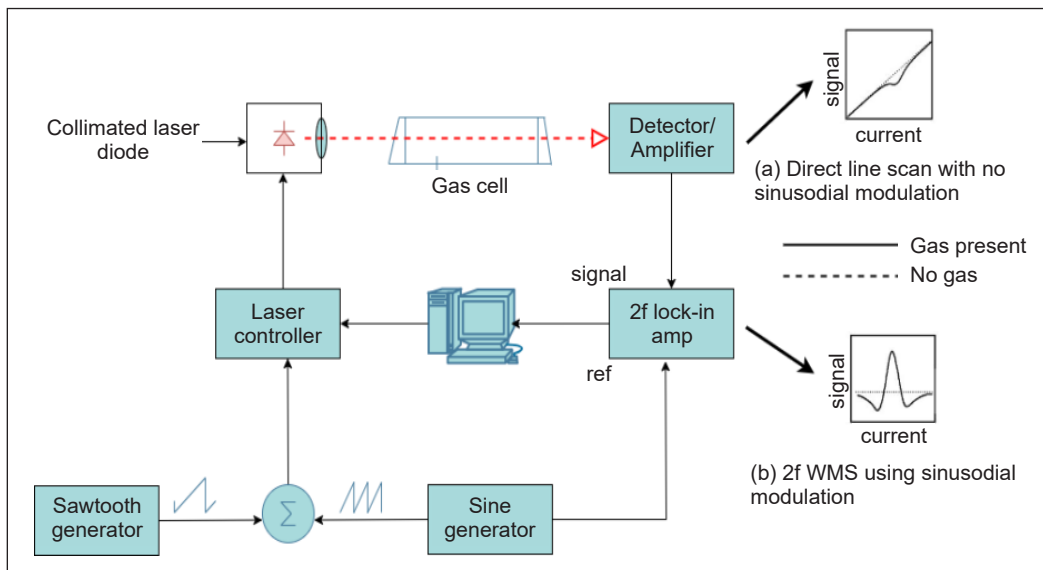 signal
current
Collimated laser
diode
Detector/
Amplifier
Gas cell
(a) Direct line scan with no
sinusodial modulation
Gas present
No gas
signal
Laser
controller
2f lock-in
amp
ref
signal
current
(b) 2f WMS using sinusodial
modulation
Sawtooth
generator
Σ
Sine
generator